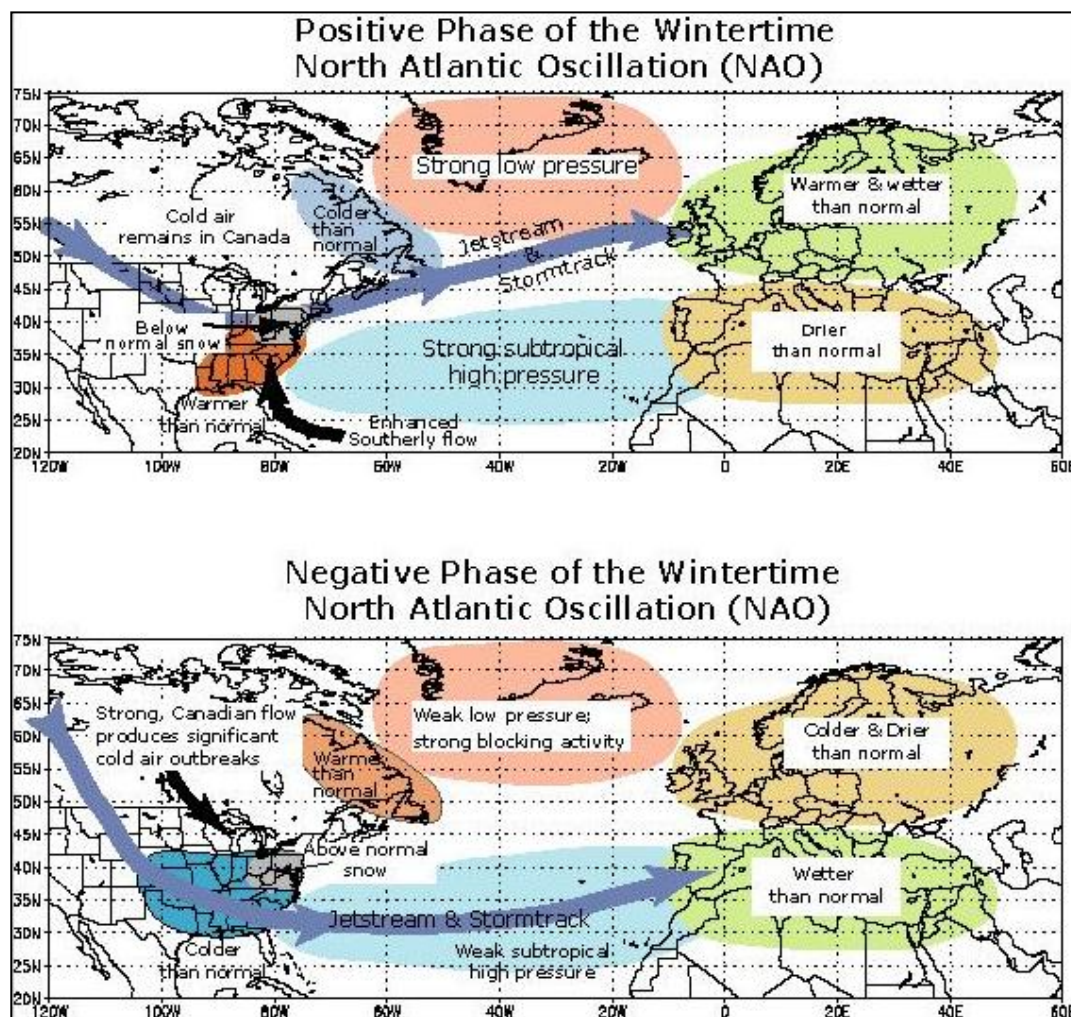 Positive Phase of the Wintertime
North Atlantic Oscillation (NAO)
75N
70N
65N
60N
55N
50N
45N
40N
35N
30N
25N
20N
Strong low pressure
Warmer & wetter
than normal
Cold air
remains in Canada
Colder
than
normal
Jetstream
&
Stormtrack
Below
normal snow
Strong subtropical
high pressure
Drier
than normal
Warmer
than normal
Enhanced
Southerly flow
120W 100W 80W 60W 40W 20W 0 20E 40E 60E
Negative Phase of the Wintertime
North Atlantic Oscillation (NAO)
75N
70N
65N
60N
55N
50N
45N
40N
35N
30N
25N
20N
Strong, Canadian flow
produces significant
cold air outbreaks
Warmer
than
normal
Weak low pressure;
strong blocking activity
Colder & Drier
than normal
Above normal
snow
Wetter
than normal
Jetstream & Stormtrack
Colder
than normal
Weak subtropical
high pressure
120W 100W 80W 60W 40W 20W 0 20E 40E 60E